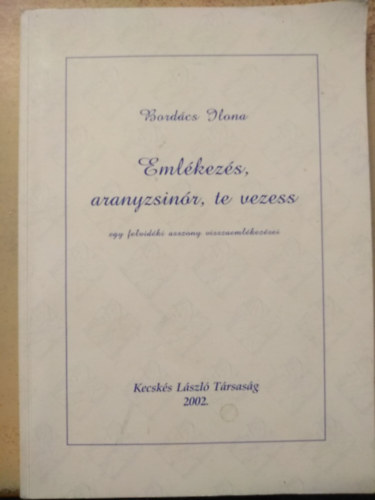 Bordács Ilona
Emlékezés,
aranyzsinór, te vezess
egy felvidéki asszony visszaemlékezései
Kecskés László Társaság
2002.